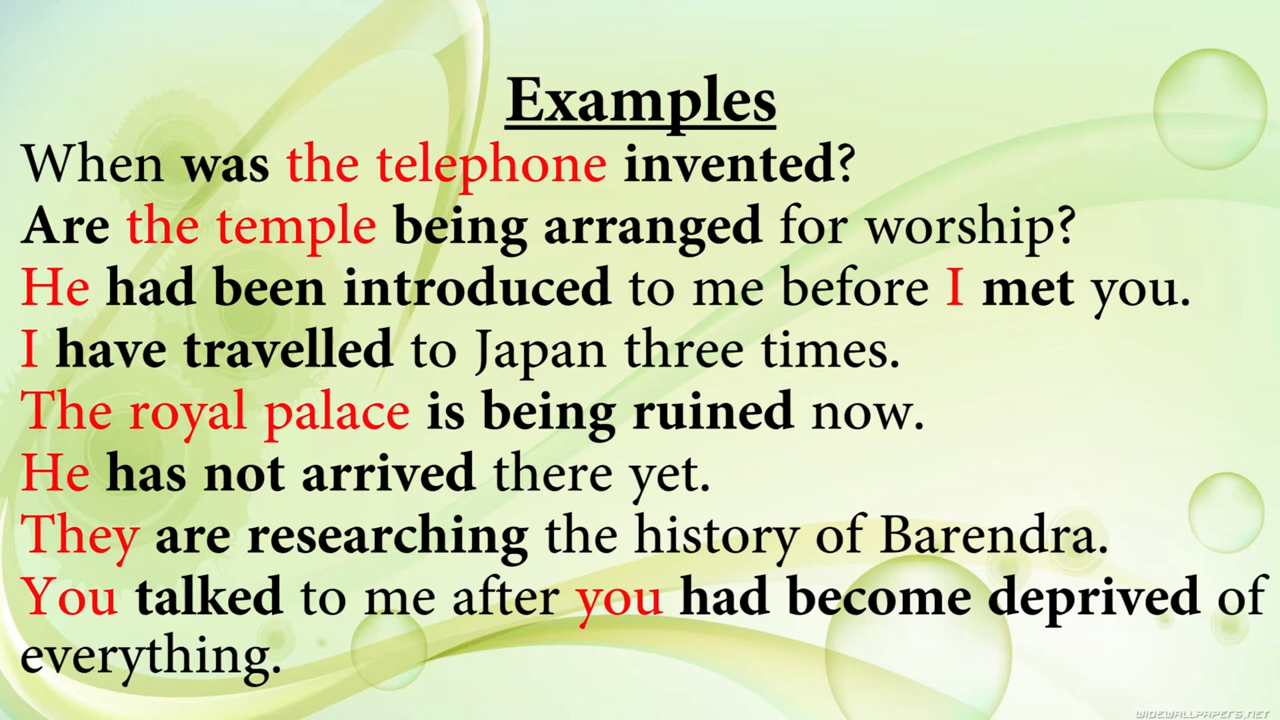 Examples
When was the telephone invented?
Are the temple being arranged for worship?
He had been introduced to me before I met you.
I have travelled to Japan three times.
The royal palace is being ruined now.
He has not arrived there yet.
They are researching the history of Barendra.
You talked to me after you had become deprived of
everything.
WIDEWALLPAPERS.NET